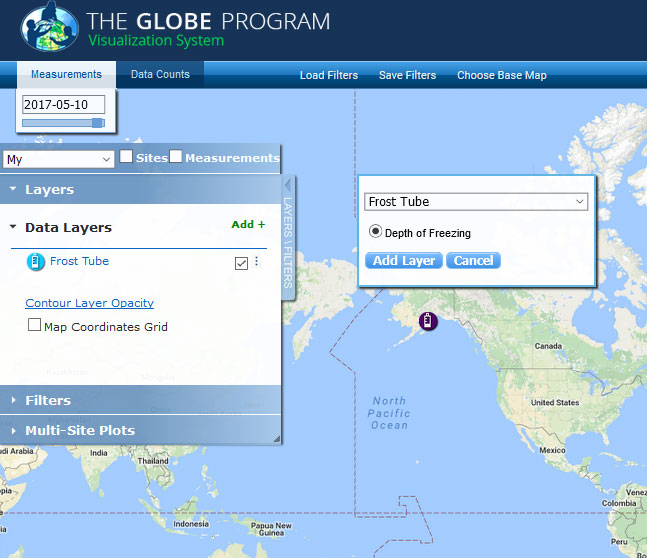 THE GLOBE PROGRAM
Visualization System
Measurements
Data Counts
Load Filters
Save Filters
Choose Base Map
2017-05-10
My
Sites
Measurements
Layers
LAYERS \ FILTERS
Data Layers
Add +
Frost Tube
Contour Layer Opacity
Map Coordinates Grid
Filters
Multi-Site Plots
Frost Tube
Depth of Freezing
Add Layer
Cancel
Canada
North
Pacific
Ocean
United States
Mexico
Saudi Arabia
India
Thailand
Indonesia
Papua New
Guinea
Venezuela
Colombia
Peru